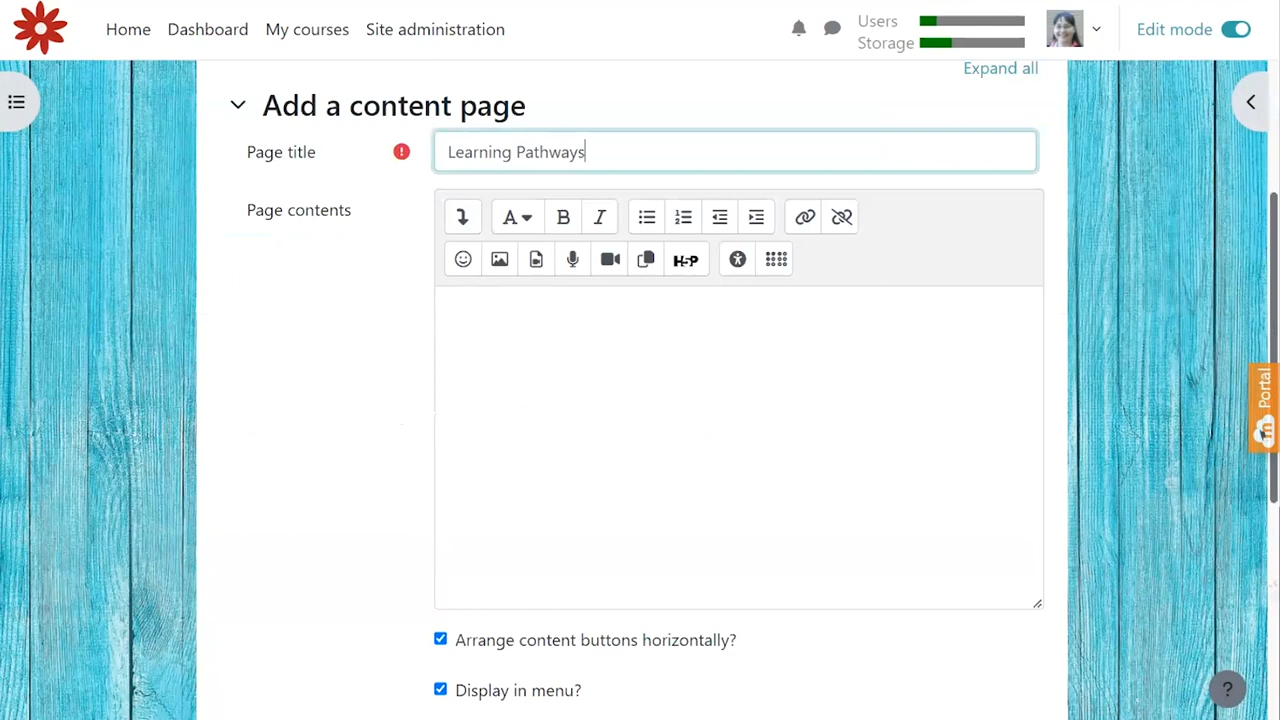 Home Dashboard My courses Site administration Users Edit mode
Storage
Expand all
Add a content page
Page title Learning Pathways
Page contents
A B I
H5P
Portal
Arrange content buttons horizontally?
Display in menu?
?